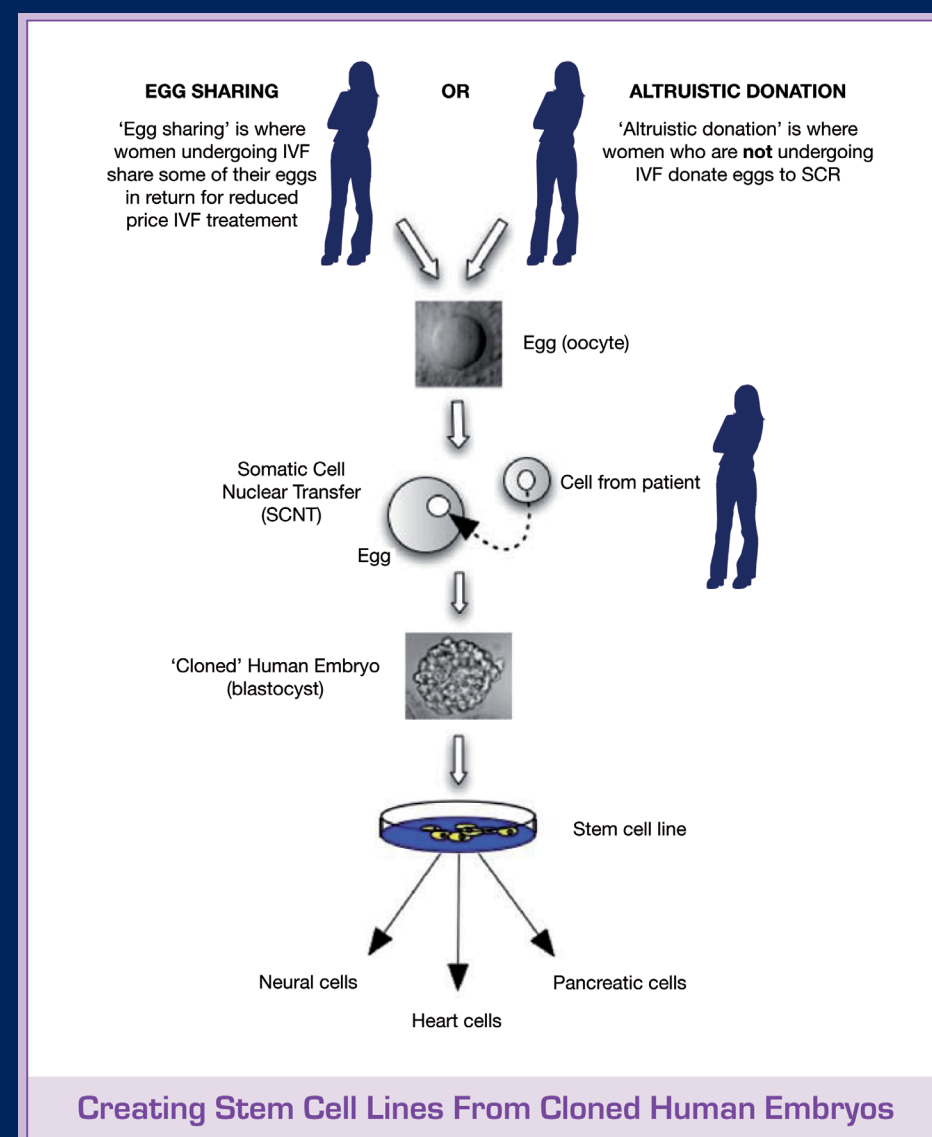 EGG SHARING
OR
ALTRUISTIC DONATION
‘Egg sharing’ is where
women undergoing IVF
share some of their eggs
in return for reduced
price IVF treatement
‘Altruistic donation’ is where
women who are not undergoing
IVF donate eggs to SCR
Egg (oocyte)
Somatic Cell
Nuclear Transfer
(SCNT)
Cell from patient
Egg
‘Cloned’ Human Embryo
(blastocyst)
Stem cell line
Neural cells
Pancreatic cells
Heart cells
Creating Stem Cell Lines From Cloned Human Embryos